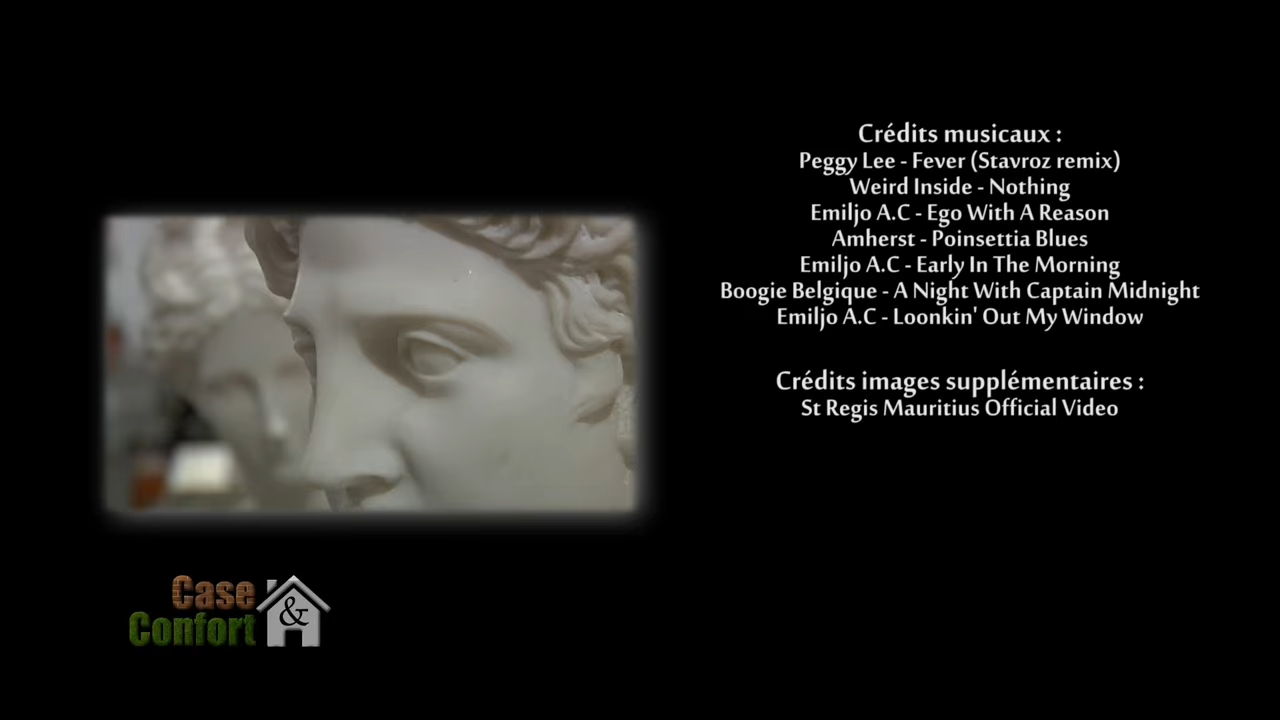 Crédits musicaux :
Peggy Lee - Fever (Stavroz remix)
Weird Inside - Nothing
Emiljo A.C - Ego With A Reason
Amherst - Poinsettia Blues
Emiljo A.C - Early In The Morning
Boogie Belgique - A Night With Captain Midnight
Emiljo A.C - Loonkin' Out My Window
Crédits images supplémentaires :
St Regis Mauritius Official Video
Case
& 
Confort